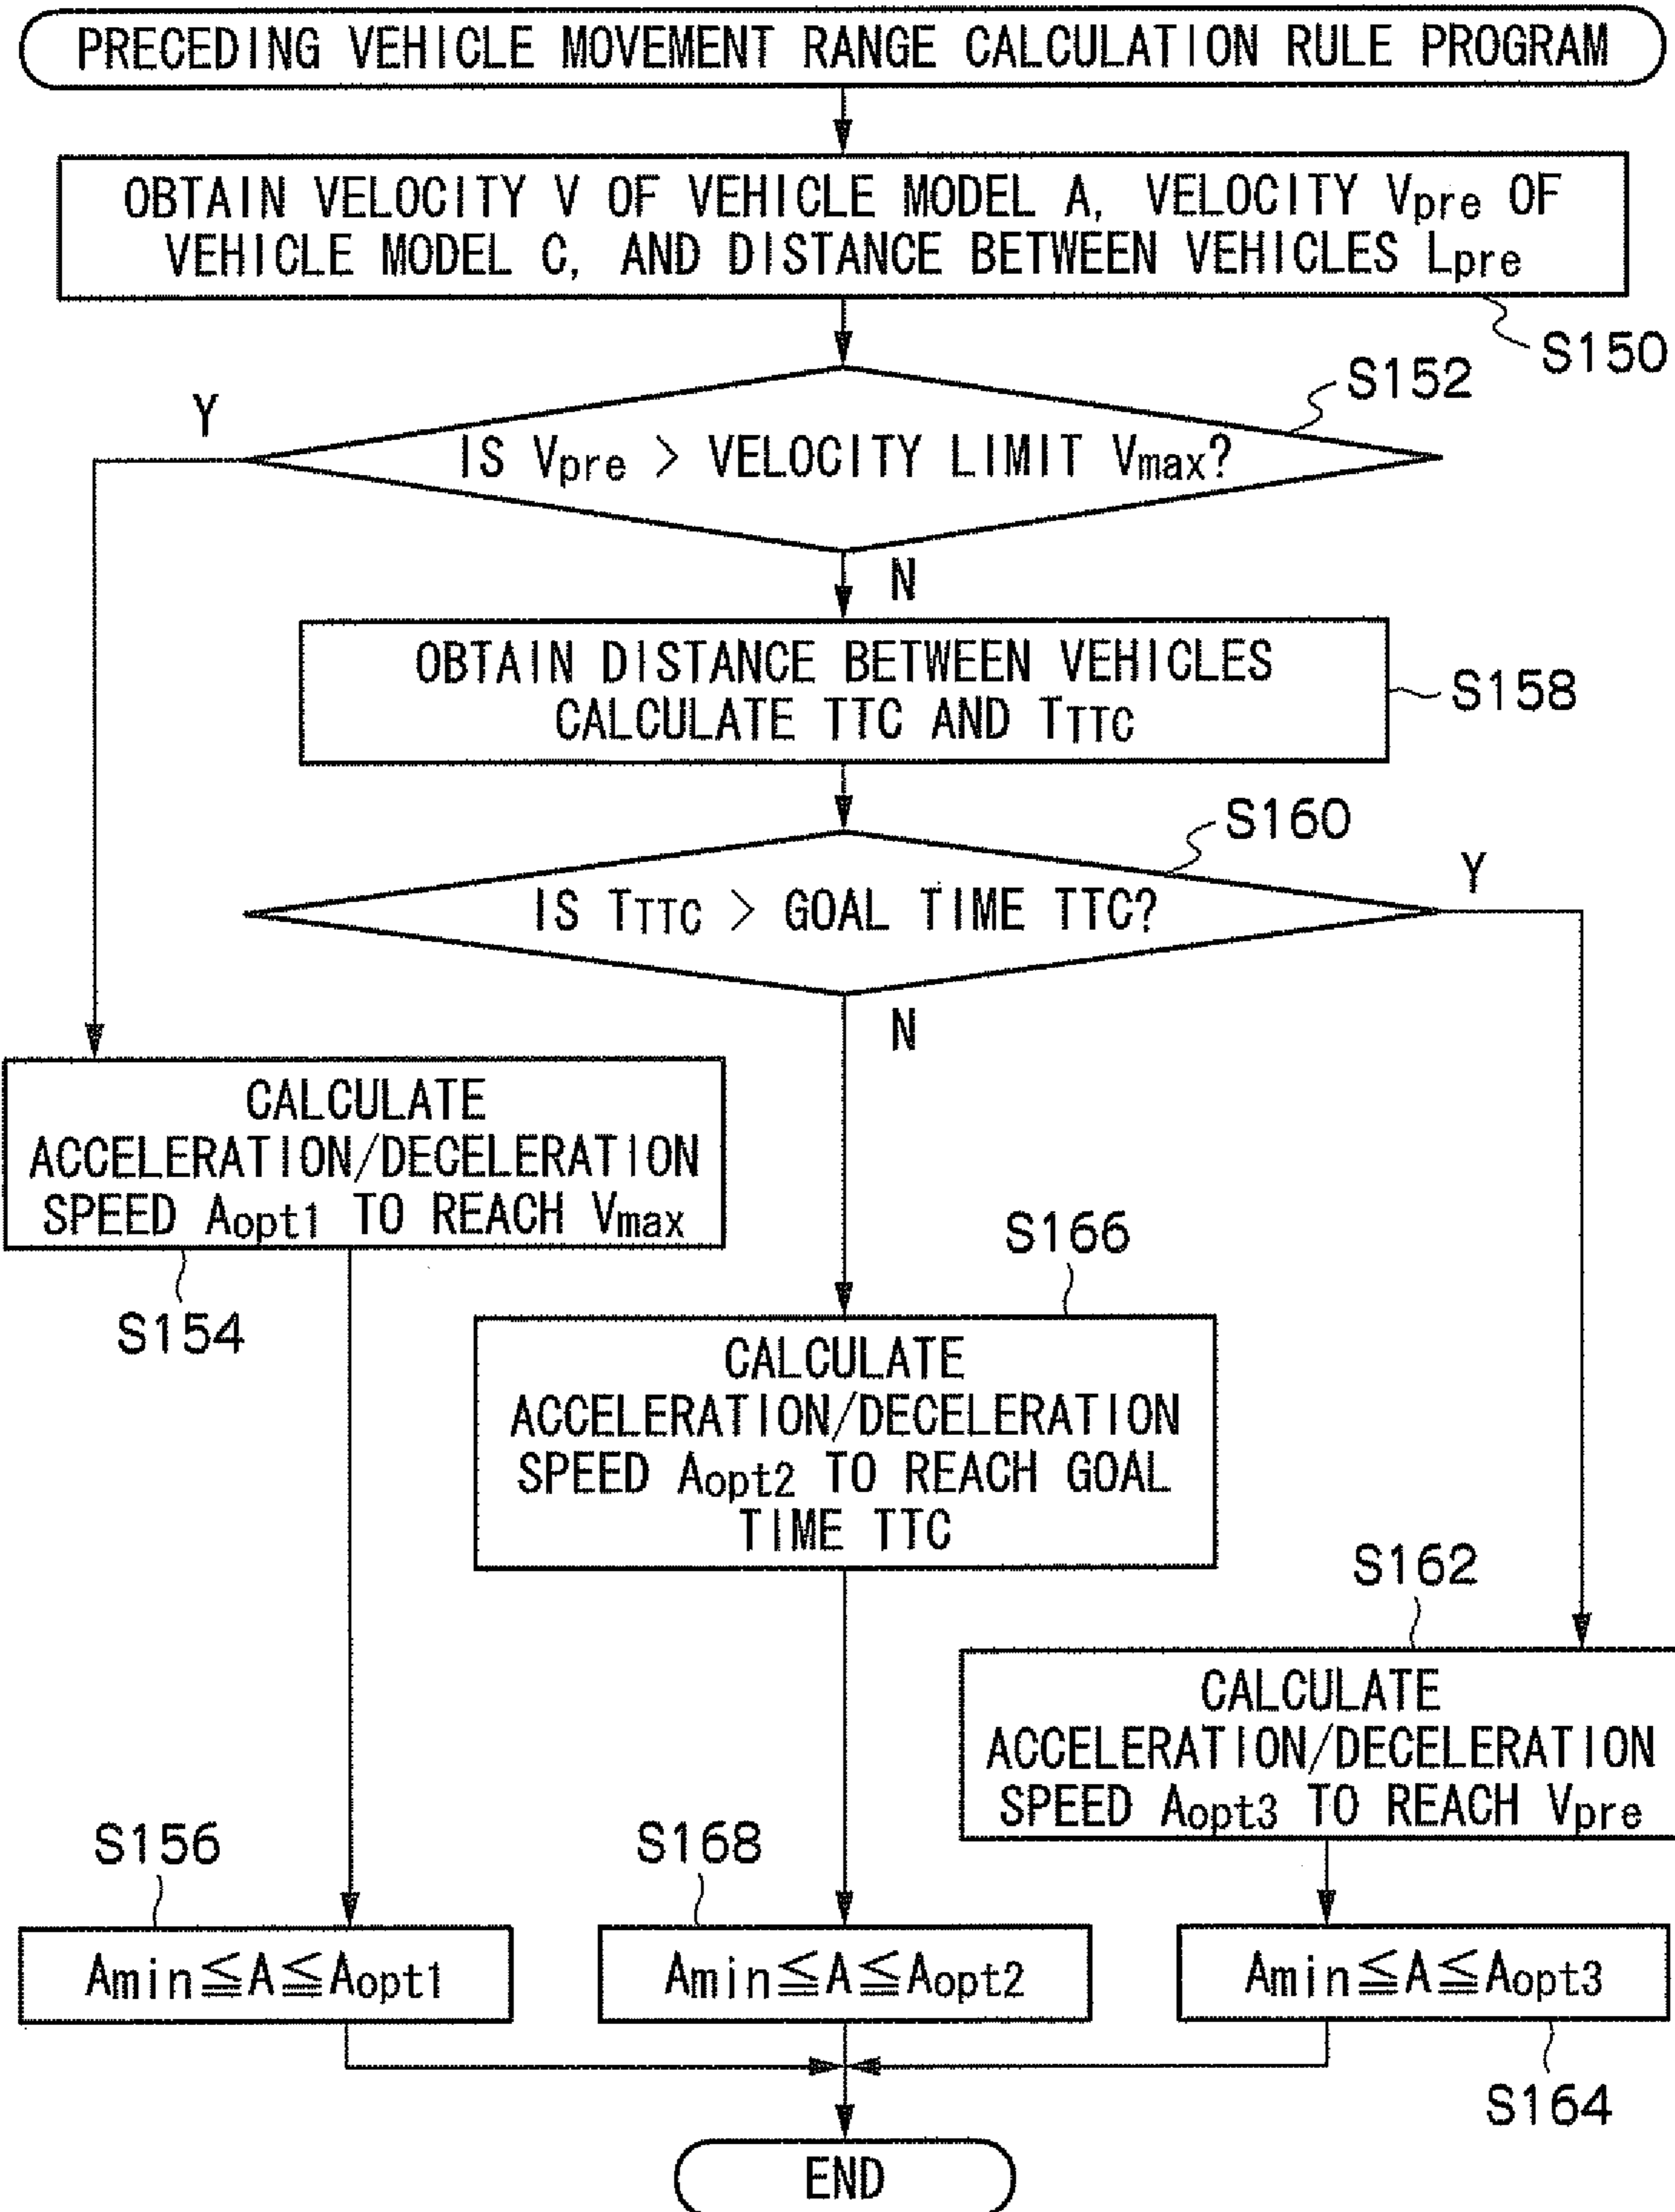 PRECEDING VEHICLE MOVEMENT RANGE CALCULATION RULE PROGRAM
OBTAIN VELOCITY V OF VEHICLE MODEL A, VELOCITY Vpre OF
VEHICLE MODEL C, AND DISTANCE BETWEEN VEHICLES Lpre
S150
S152
Y
IS Vpre > VELOCITY LIMIT Vmax?
N
OBTAIN DISTANCE BETWEEN VEHICLES
CALCULATE TTC AND TTTC
S158
S160
Y
IS TTTC > GOAL TIME TTC?
N
CALCULATE
ACCELERATION/DECELERATION
SPEED Aopt1 TO REACH Vmax
S154
S166
CALCULATE
ACCELERATION/DECELERATION
SPEED Aopt2 TO REACH GOAL
TIME TTC
S162
CALCULATE
ACCELERATION/DECELERATION
SPEED Aopt3 TO REACH Vpre
S156
S168
Amin≦A≦Aopt1
Amin≦A≦Aopt2
Amin≦A≦Aopt3
S164
END